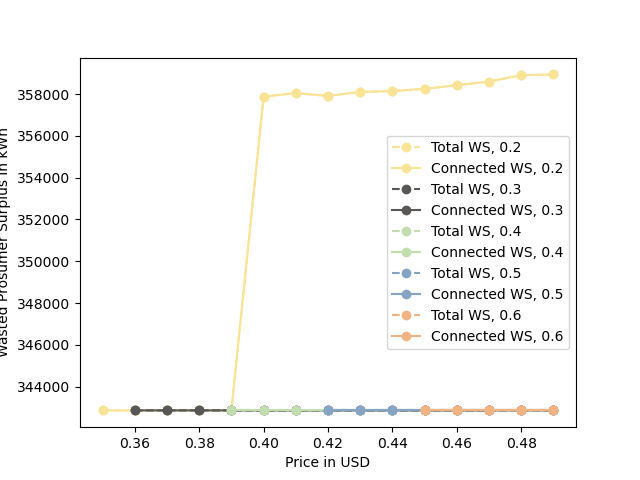 358000
356000
354000
352000
350000
348000
346000
344000
Wasted Prosumer Surplus in kWh
Total WS, 0.2
Connected WS, 0.2
Total WS, 0.3
Connected WS, 0.3
Total WS, 0.4
Connected WS, 0.4
Total WS, 0.5
Connected WS, 0.5
Total WS, 0.6
Connected WS, 0.6
0.36 0.38 0.40 0.42 0.44 0.46 0.48
Price in USD